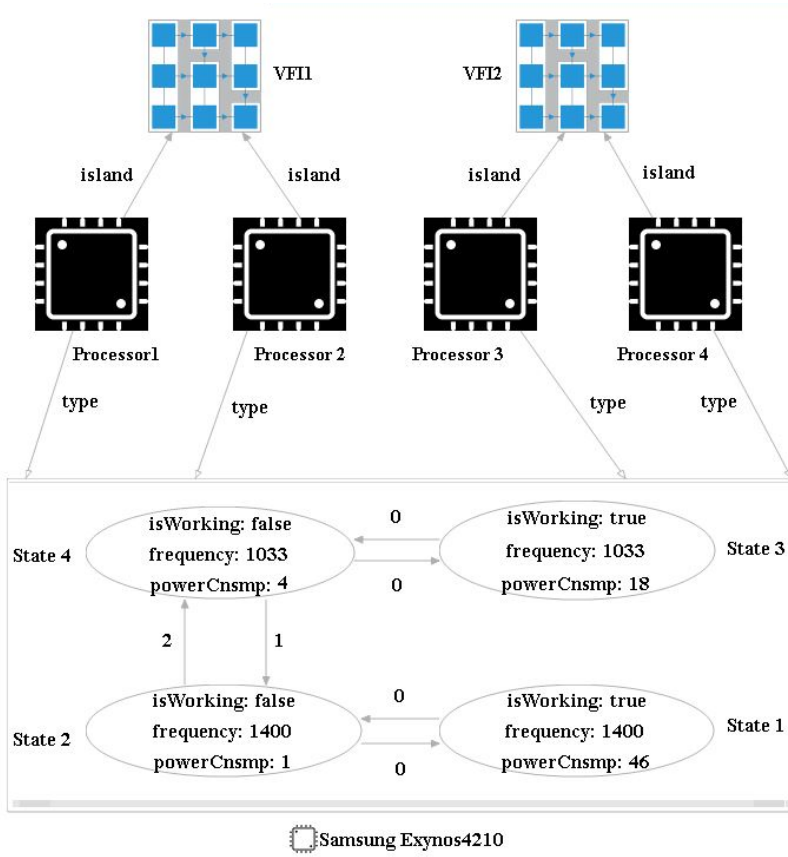 VFI1
VFI2
island
island
island
island
Processor1
Processor 2
Processor 3
Processor 4
type
type
type
type
State 4
isWorking: false
frequency: 1033
powerCnsmp: 4
0
0
isWorking: true
frequency: 1033
powerCnsmp: 18
State 3
2
1
State 2
isWorking: false
frequency: 1400
powerCnsmp: 1
0
0
isWorking: true
frequency: 1400
powerCnsmp: 46
State 1
Samsung Exynos4210